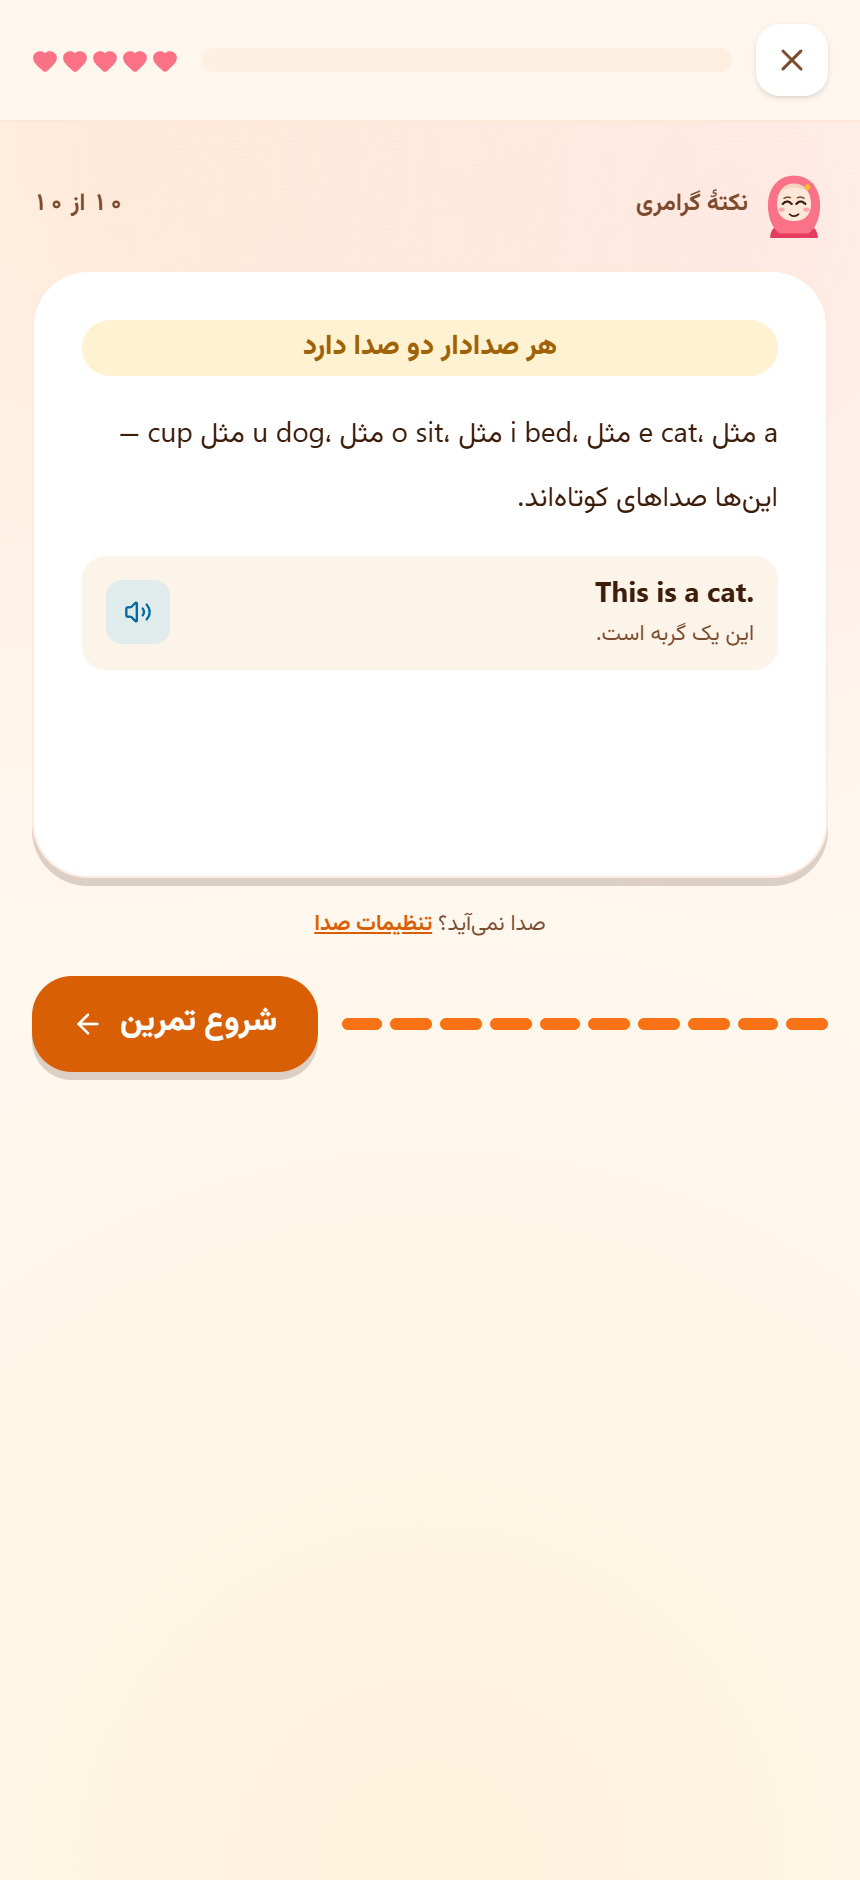 نکتهٔ گرامری
۱۰ از ۱۰
هر صدادار دو صدا دارد
a مثل cat، e مثل bed، i مثل sit، o مثل dog، u مثل cup —
این‌ها صداهای کوتاه‌اند.
This is a cat.
این یک گربه است.
صدا نمی‌آید؟ تنظیمات صدا
شروع تمرین